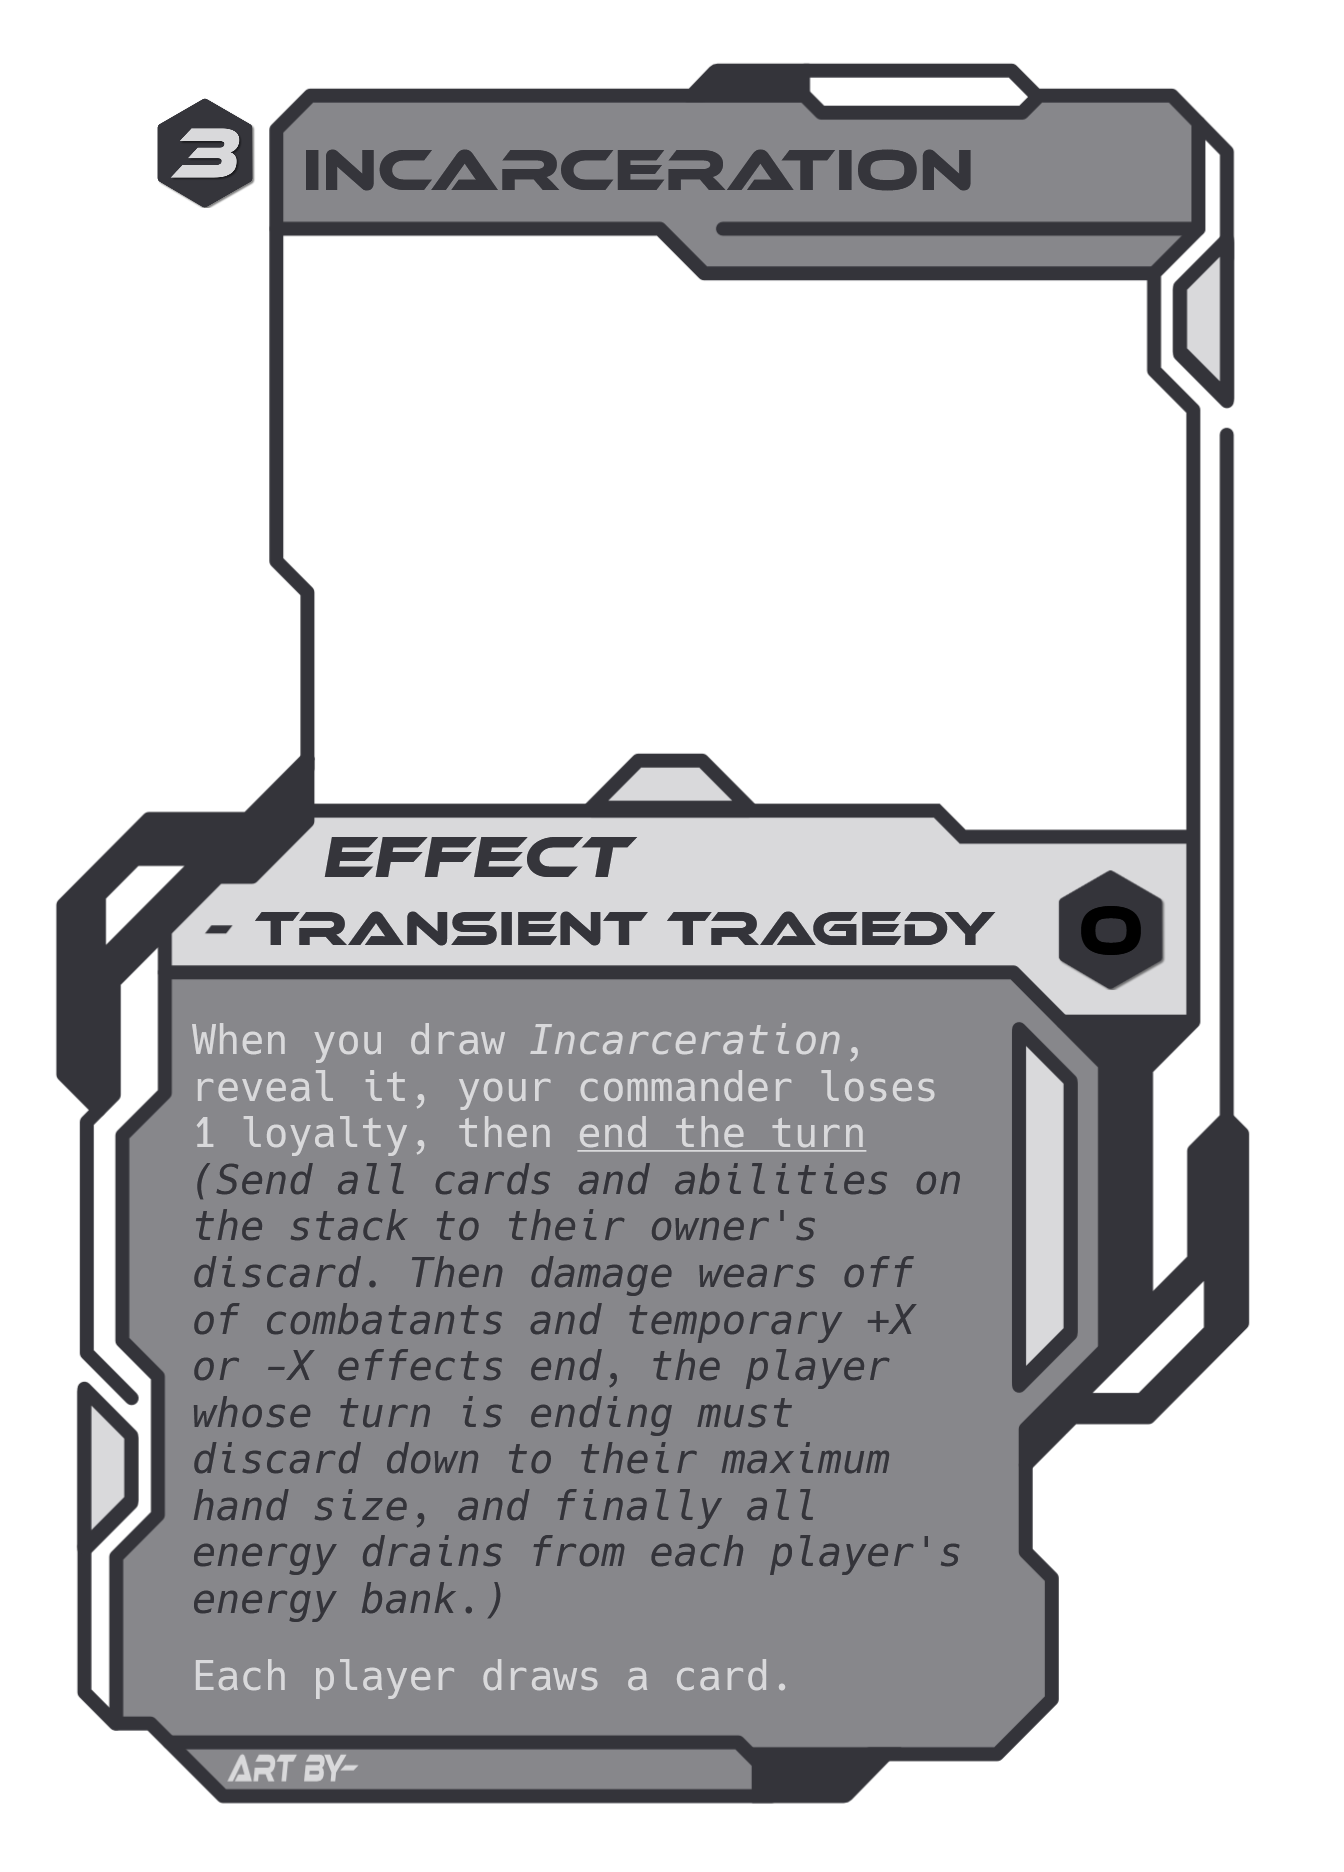 3
INCARCERATION
EFFECT
- TRANSIENT TRAGEDY
0
When you draw Incarceration,
reveal it, your commander loses
1 loyalty, then end the turn
(Send all cards and abilities on
the stack to their owner's
discard. Then damage wears off
of combatants and temporary +X
or -X effects end, the player
whose turn is ending must
discard down to their maximum
hand size, and finally all
energy drains from each player's
energy bank.)
Each player draws a card.
ART BY-